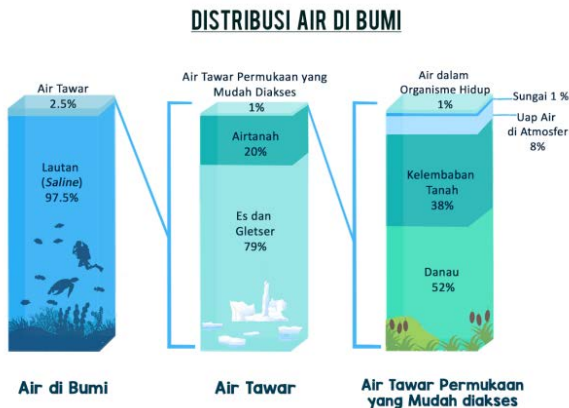 DISTRIBUSI AIR DI BUMI
Air Tawar
2.5%
Lautan
(Saline)
97.5%
Air di Bumi
Air Tawar Permukaan yang
Mudah Diakses
1%
Airtanah
20%
Es dan
Gletser
79%
Air Tawar
Air dalam
Organisme Hidup
1%
Sungai 1 %
Uap Air
di Atmosfer
8%
Kelembaban
Tanah
38%
Danau
52%
Air Tawar Permukaan
yang Mudah diakses